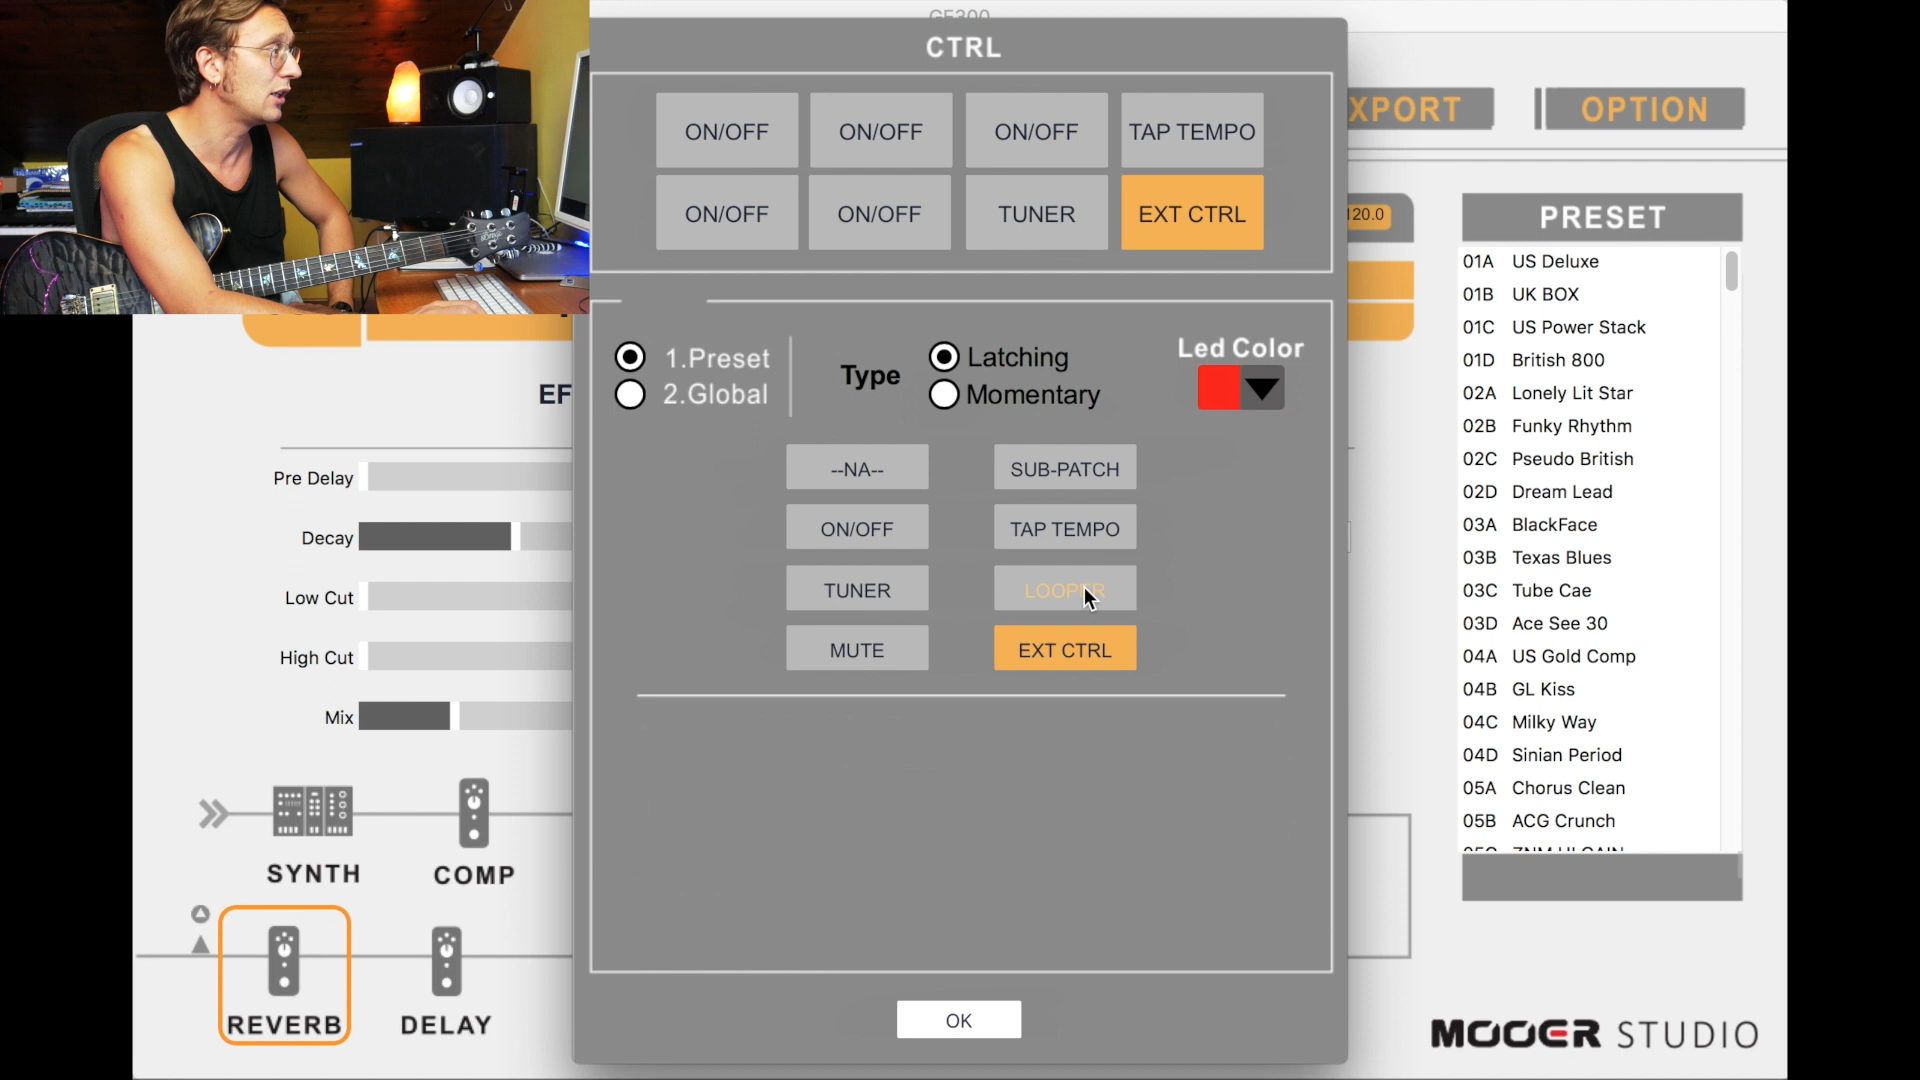 GE300
CTRL
ON/OFF ON/OFF ON/OFF TAP TEMPO
ON/OFF ON/OFF TUNER EXT CTRL
XPORT OPTION
120.0
PRESET
01A US Deluxe
01B UK BOX
01C US Power Stack
01D British 800
02A Lonely Lit Star
02B Funky Rhythm
02C Pseudo British
02D Dream Lead
03A BlackFace
03B Texas Blues
03C Tube Cae
03D Ace See 30
04A US Gold Comp
04B GL Kiss
04C Milky Way
04D Sinian Period
05A Chorus Clean
05B ACG Crunch
1.Preset
2.Global
Type
Latching
Momentary
Led Color
--NA-- SUB-PATCH
ON/OFF TAP TEMPO
TUNER LOOPER
MUTE EXT CTRL
OK
EF
Pre Delay
Decay
Low Cut
High Cut
Mix
SYNTH COMP
REVERB DELAY
MOOER STUDIO